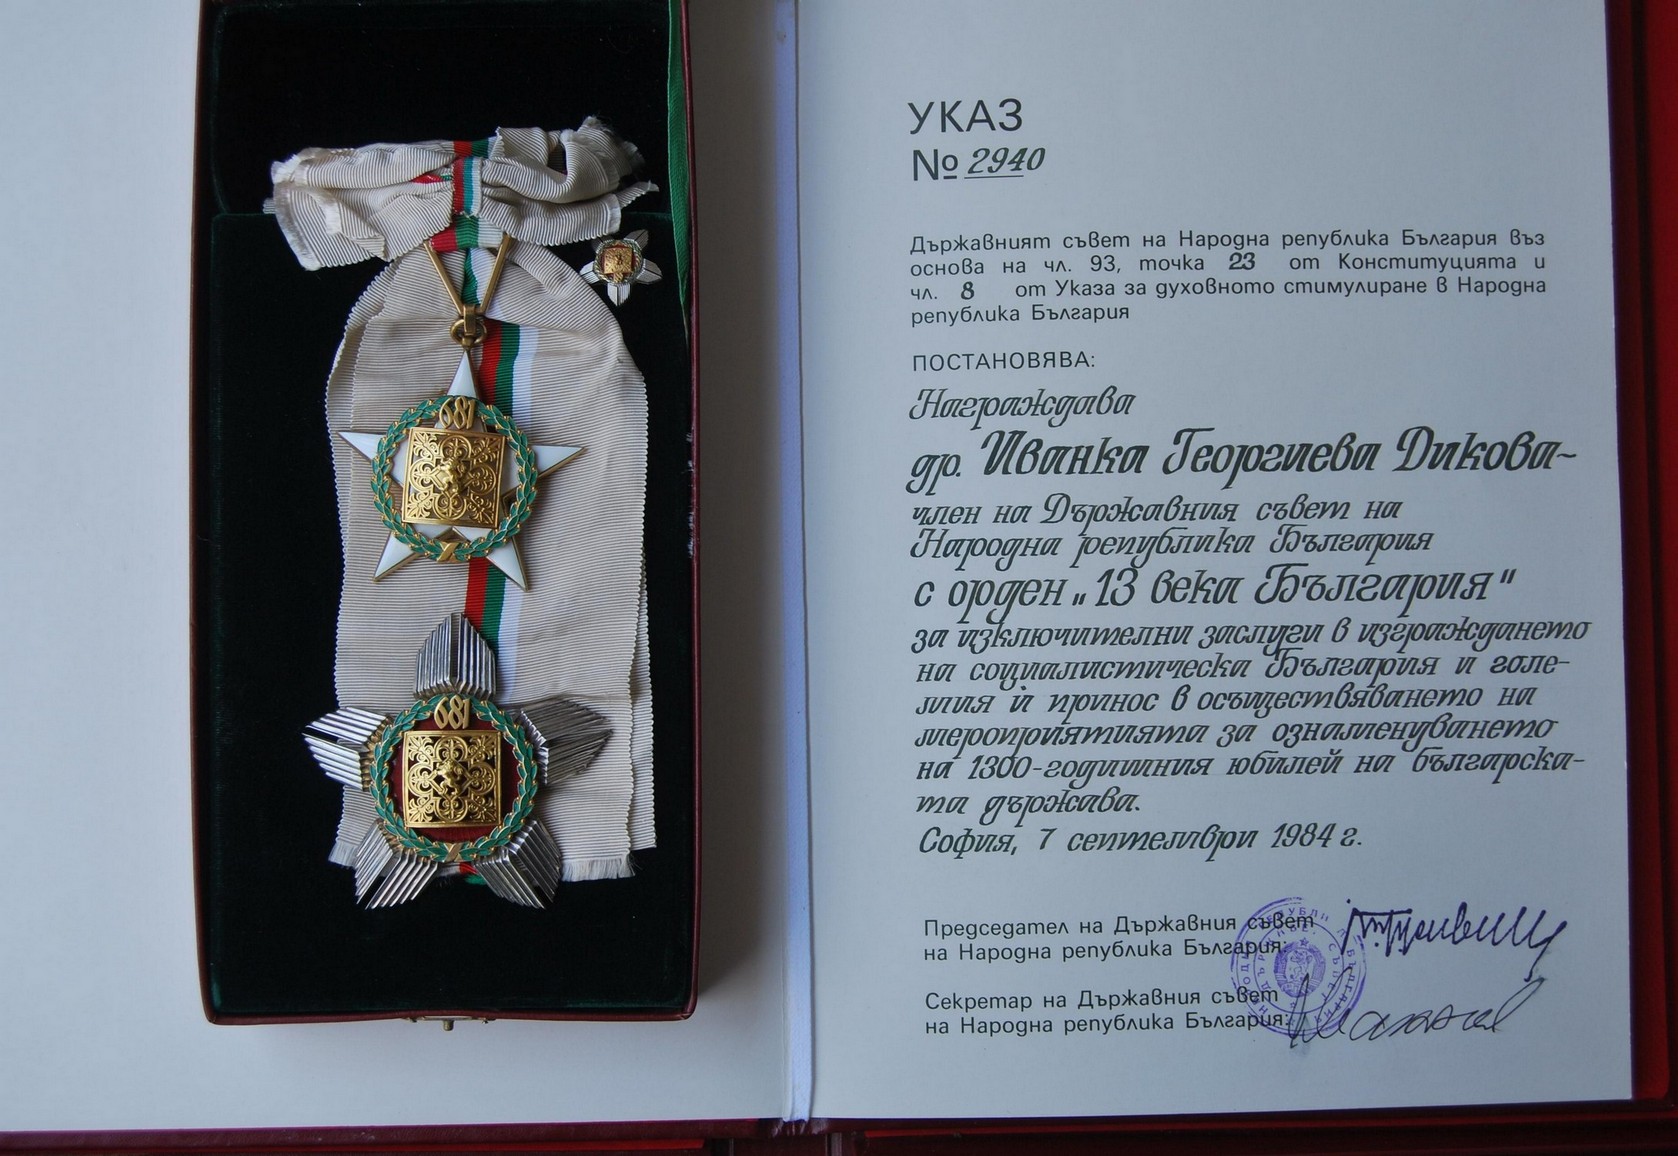 УКАЗ
№ 2940
Държавният съвет на Народна република България въз
основа на чл. 93, точка 23 от Конституцията и
чл. 8 от Указа за духовното стимулиране в Народна
република България
ПОСТАНОВЯВА:
Награждава
др. Иванка Георгиева Дикова-
член на Държавния съвет на
Народна република България
с орден „13 века България"
за изключителни заслуги в изграждането
на социалистическа България и голе-
мия ѝ принос в осъществяването на
мероприятията за ознаменуването
на 1300-годишния юбилей на българска-
та държава.
София, 7 септември 1984 г.
Председател на Държавния съвет
на Народна република България:
Секретар на Държавния съвет
на Народна република България:
681
681